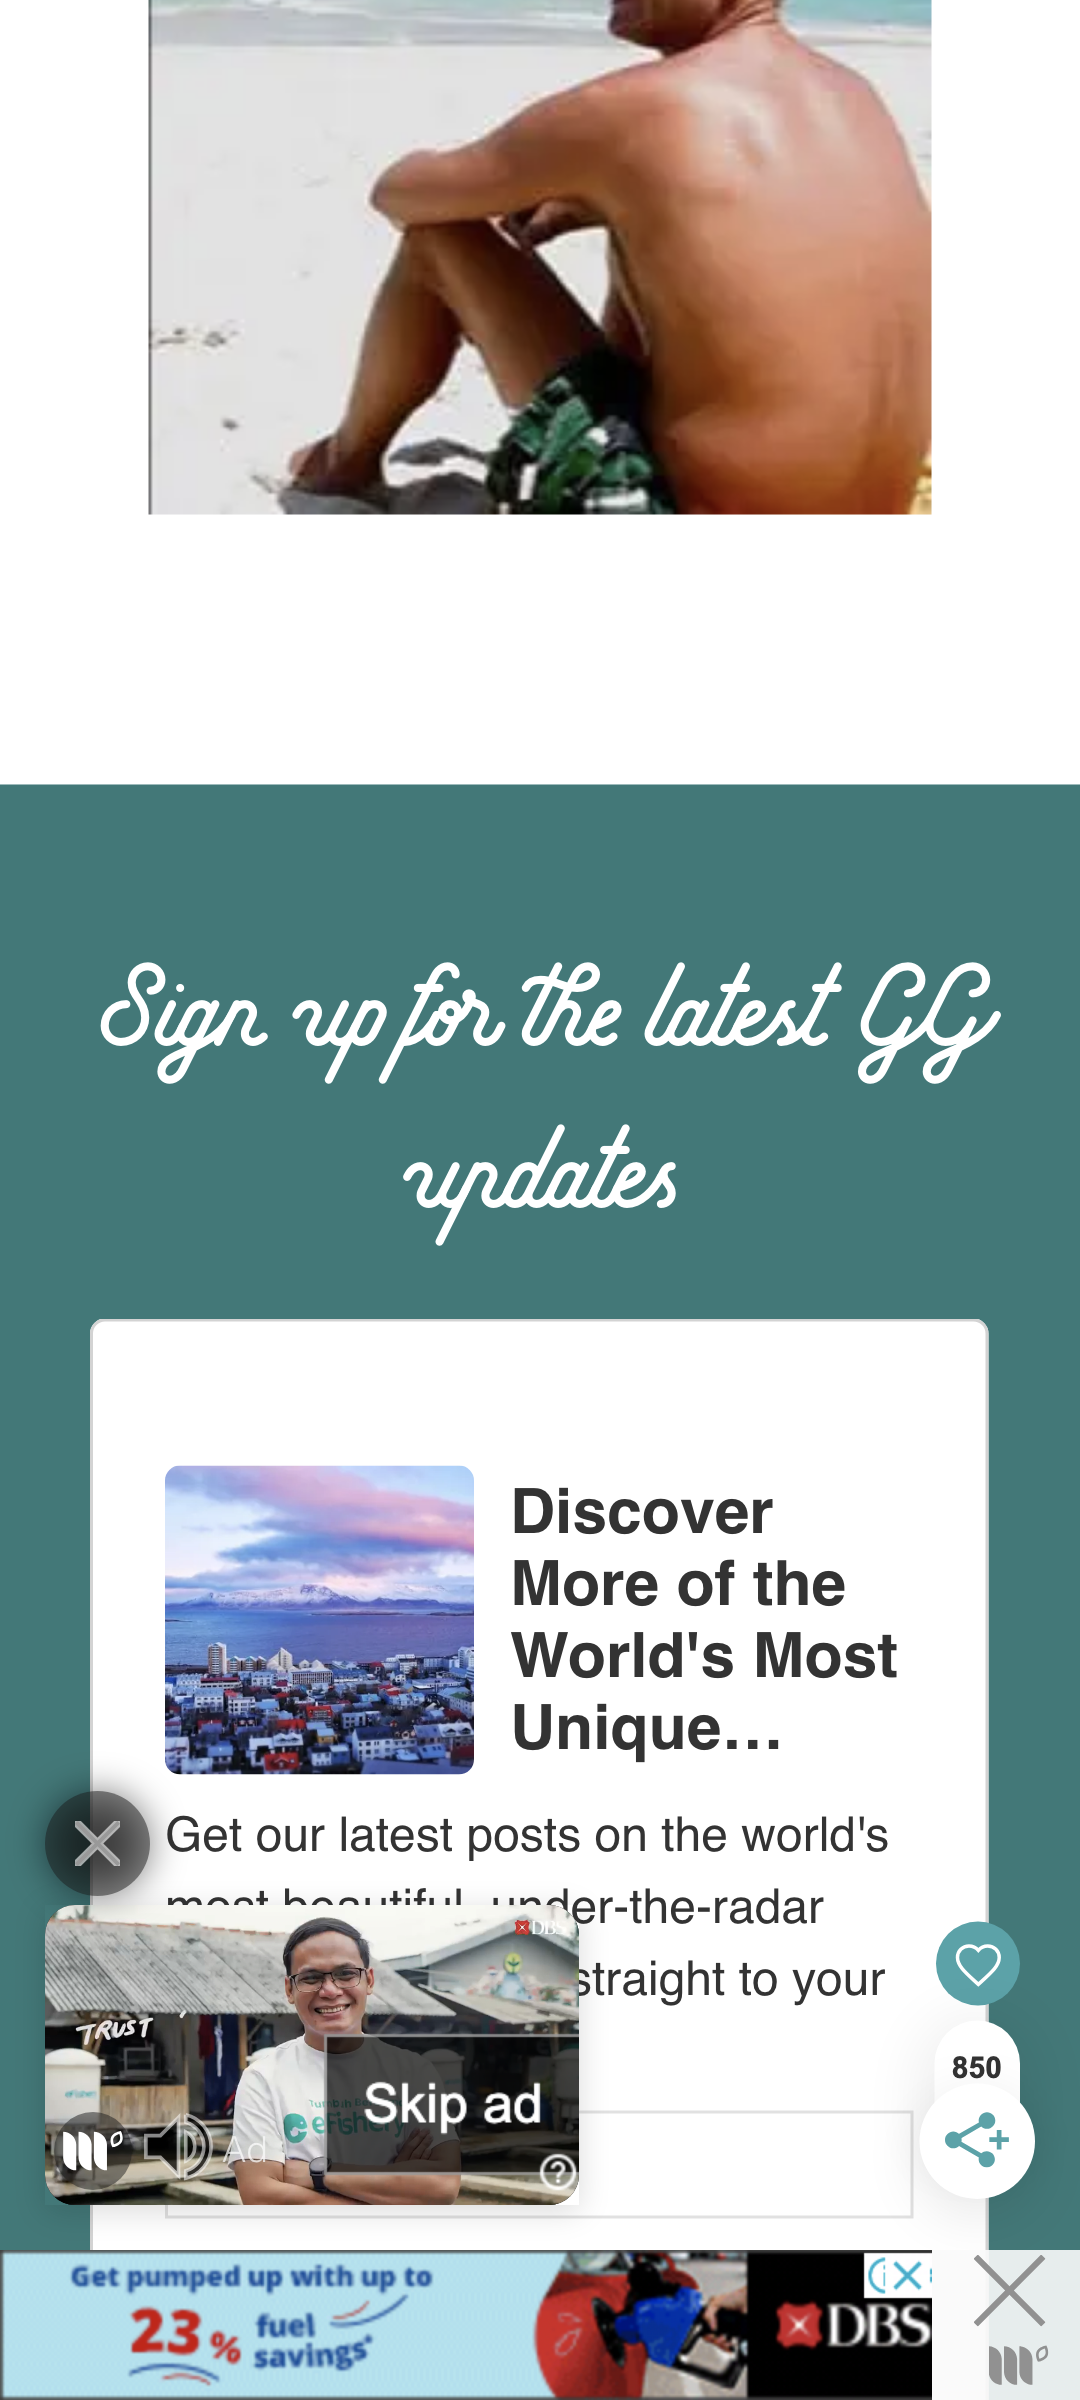 Sign up for the latest GG
updates
Discover
More of the
World's Most
Unique...
Get our latest posts on the world's
most beautiful, under-the-radar
straight to your
DBS
TRUST
eFishery
850
Skip ad
eFishery
Ad
Get pumped up with up to
23% fuel
savings*
DBS